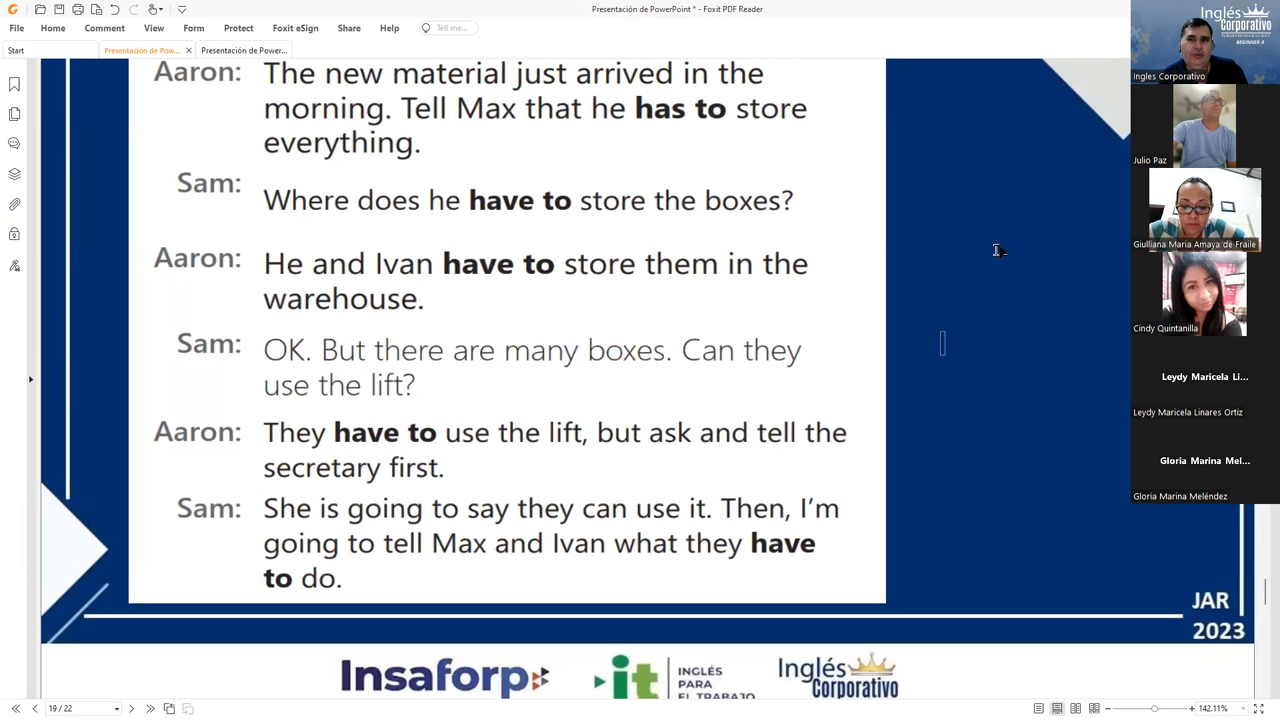 Presentación de PowerPoint * - Foxit PDF Reader
File Home Comment View Form Protect Foxit eSign Share Help Tell me...
Start Presentación de Pow... Presentación de Power...
Aaron: The new material just arrived in the
morning. Tell Max that he has to store
everything.
Sam: Where does he have to store the boxes?
Aaron: He and Ivan have to store them in the
warehouse.
Sam: OK. But there are many boxes. Can they
use the lift?
Aaron: They have to use the lift, but ask and tell the
secretary first.
Sam: She is going to say they can use it. Then, I'm
going to tell Max and Ivan what they have
to do.
JAR
2023
Insaforp
it
INGLÉS
PARA
EL TRABAJO
Inglés
Corporativo
19 / 22
142.11%
Inglés
Corporativo
BEGINNER 4
Ingles Corporativo
Julio Paz
Giulliana Maria Amaya de Fraile
Cindy Quintanilla
Leydy Maricela Li...
Leydy Maricela Linares Ortiz
Gloria Marina Mel...
Gloria Marina Meléndez